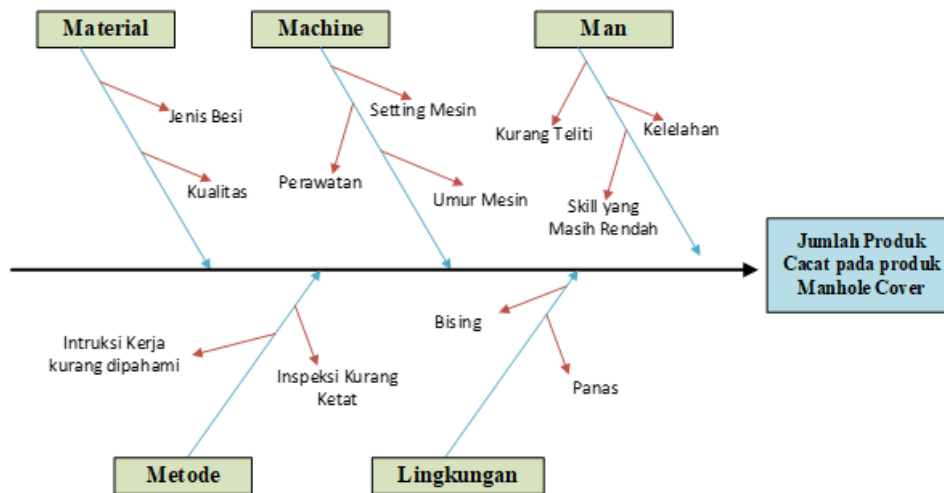 Material
Machine
Man
Jenis Besi
Kualitas
Setting Mesin
Perawatan
Umur Mesin
Kurang Teliti
Kelelahan
Skill yang
Masih Rendah
Jumlah Produk
Cacat pada produk
Manhole Cover
Intruksi Kerja
kurang dipahami
Inspeksi Kurang
Ketat
Bising
Panas
Metode
Lingkungan